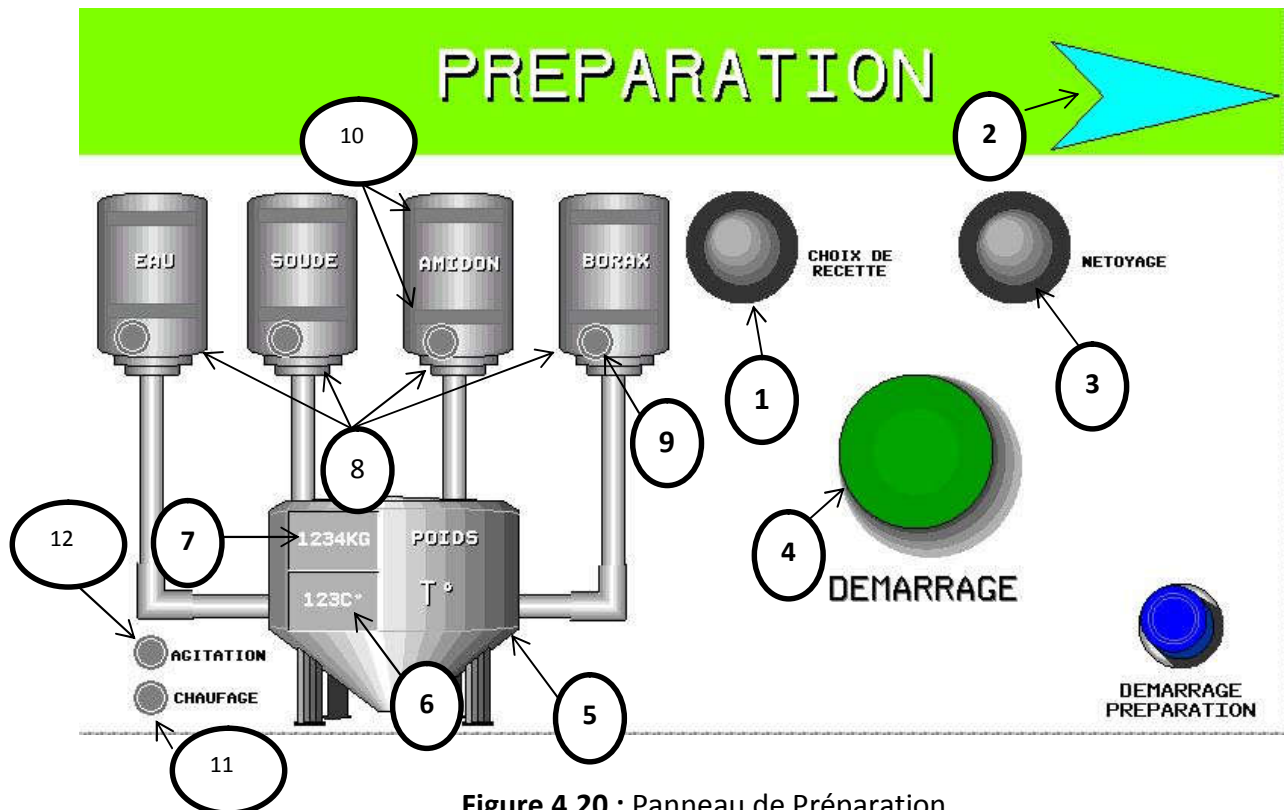 PREPARATION
2
10
EAU
SOUDE
AMIDON
BORAX
CHOIX DE
RECETTE
NETOYAGE
1
3
8
9
12
7
1234KG
POIDS
4
123C°
T°
DEMARRAGE
AGITATION
CHAUFAGE
6
5
DEMARRAGE
PREPARATION
11
Figure 4.20 : Panneau de Préparation